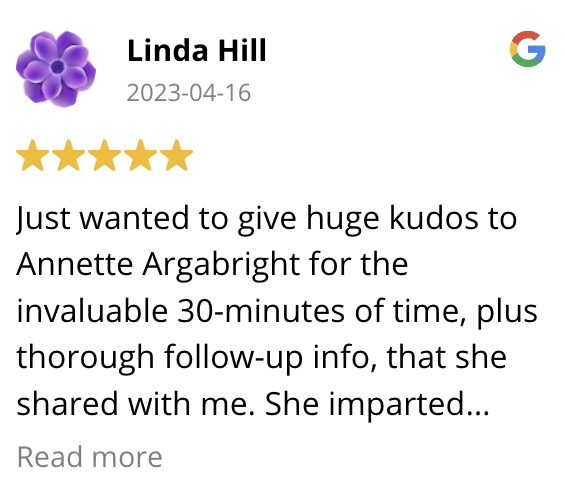 Linda Hill
2023-04-16
Just wanted to give huge kudos to
Annette Argabright for the
invaluable 30-minutes of time, plus
thorough follow-up info, that she
shared with me. She imparted...
Read more